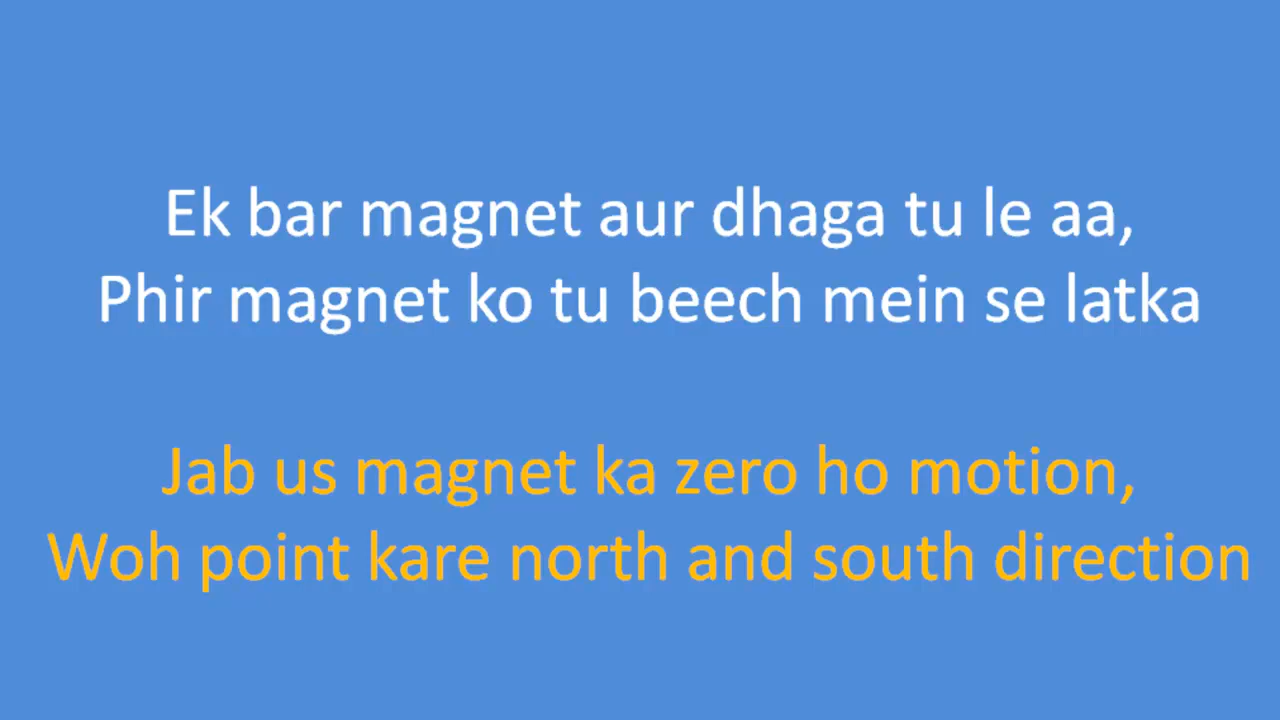 Ek bar magnet aur dhaga tu le aa,
Phir magnet ko tu beech mein se latka
Jab us magnet ka zero ho motion,
Woh point kare north and south direction